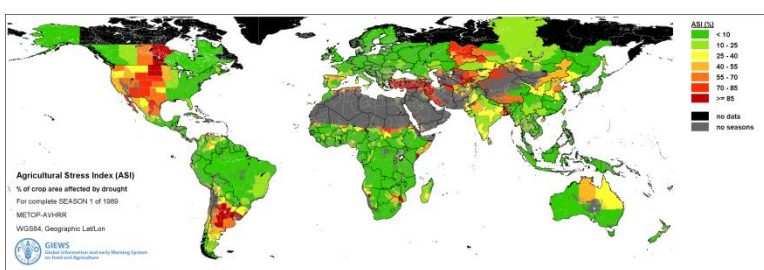 ASI (%)
< 10
10 - 25
25 - 40
40 - 55
55 - 70
70 - 85
>= 85
no data
no seasons
Agricultural Stress Index (ASI)
% of crop area affected by drought
For complete SEASON 1 of 1989
METOP-AVHRR
WGS84, Geographic Lat/Lon
GIEWS
Global Information and early Warning System
on Food and Agriculture